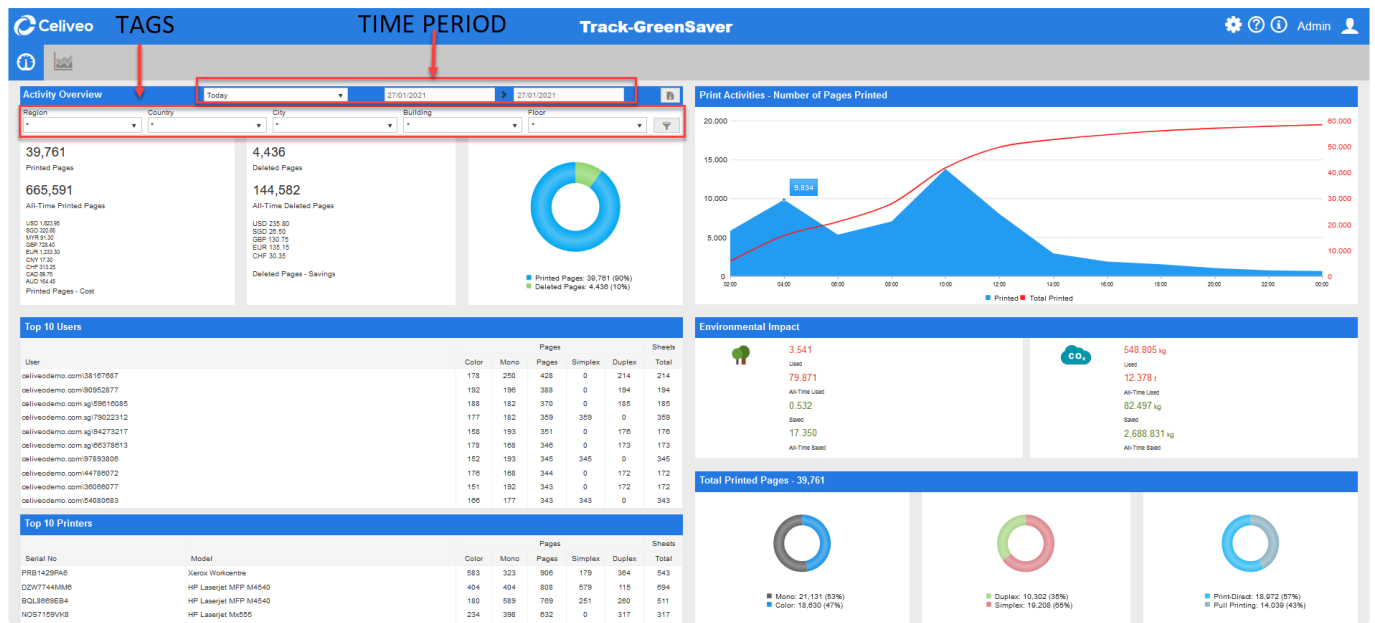 Celiveo TAGS TIME PERIOD Track-GreenSaver Admin
Activity Overview Today 27/01/2021 27/01/2021
Region Country City Building Floor
* * * * *
39,761
Printed Pages
665,591
All-Time Printed Pages
USD 1,823.95
SGD 320.85
MYR 91.30
GBP 728.40
EUR 1,233.30
CNY 17.30
CHF 313.25
CAD 89.75
AUD 164.45
Printed Pages - Cost
4,436
Deleted Pages
144,582
All-Time Deleted Pages
USD 235.80
SGD 26.50
GBP 130.75
EUR 135.15
CHF 30.35
Deleted Pages - Savings
Printed Pages: 39,761 (90%)
Deleted Pages: 4,436 (10%)
Print Activities - Number of Pages Printed
20,000 60,000
50,000
15,000
40,000
9,834
10,000 30,000
20,000
5,000
10,000
0 0
02:00 04:00 06:00 08:00 10:00 12:00 14:00 16:00 18:00 20:00 22:00 00:00
Printed Total Printed
Top 10 Users
Pages Sheets
User Color Mono Pages Simplex Duplex Total
celiveodemo.com\38167687 178 250 428 0 214 214
celiveodemo.com\90952877 192 196 388 0 194 194
celiveodemo.com.sg\59616085 188 182 370 0 185 185
celiveodemo.com.sg\79022312 177 182 359 359 0 359
celiveodemo.com.sg\94273217 158 193 351 0 176 176
celiveodemo.com.sg\66378613 178 168 346 0 173 173
celiveodemo.com\97893806 152 193 345 345 0 345
celiveodemo.com\44786072 176 168 344 0 172 172
celiveodemo.com\36066077 151 192 343 0 172 172
celiveodemo.com\54080683 166 177 343 343 0 343
Top 10 Printers
Pages Sheets
Serial No Model Color Mono Pages Simplex Duplex Total
PRB1429PA6 Xerox Workcentre 583 323 906 179 364 543
DZW7744MM6 HP Laserjet MFP M4540 404 404 808 579 115 694
BQL8669EB4 HP Laserjet MFP M4540 180 589 769 251 260 511
NOS7159VK8 HP Laserjet Mx555 234 398 632 0 317 317
Environmental Impact
3.541
Used
79.871
All-Time Used
0.532
Saved
17.350
All-Time Saved
CO₂
548.805 kg
Used
12.378 t
All-Time Used
82.497 kg
Saved
2,688.831 kg
All-Time Saved
Total Printed Pages - 39,761
Mono: 21,131 (53%)
Color: 18,630 (47%)
Duplex: 10,302 (35%)
Simplex: 19,208 (65%)
Print-Direct: 18,972 (57%)
Pull Printing: 14,039 (43%)